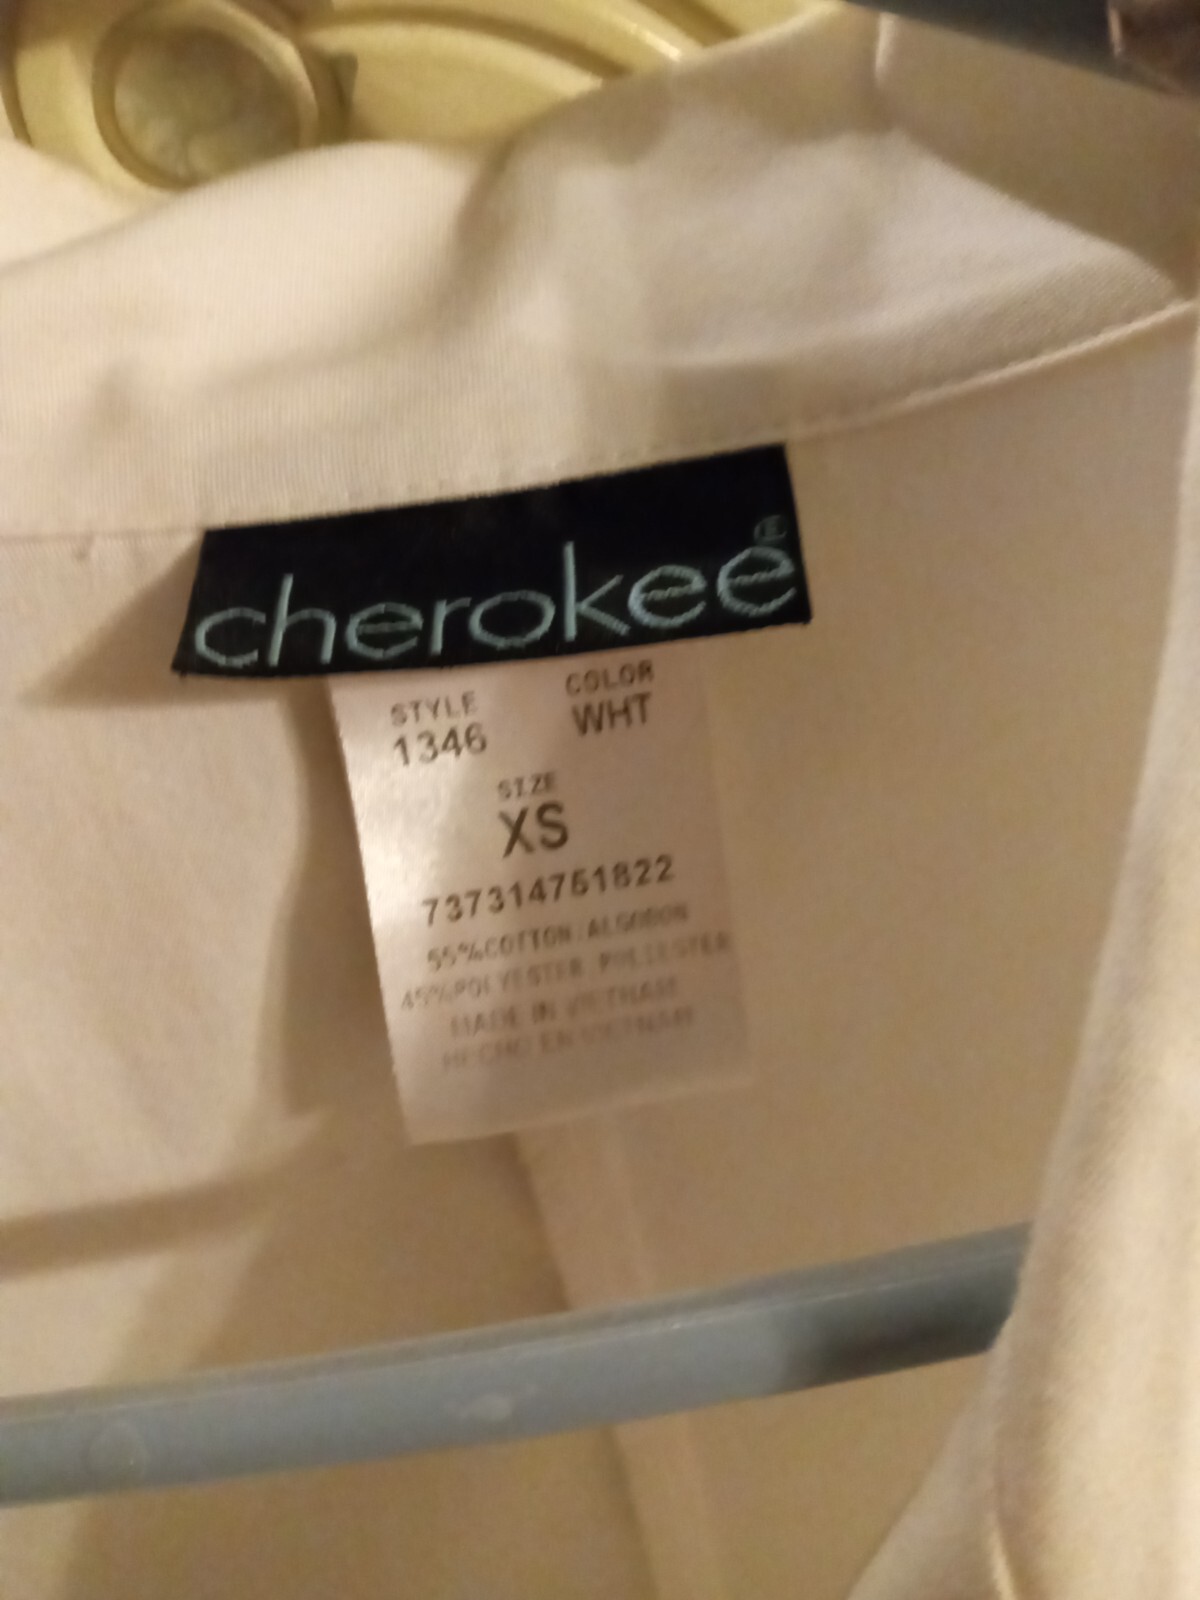 cherokee®
STYLE COLOR
1346 WHT
SIZE
XS
737314751822
55%COTTON/ALGODON
45%POLYESTER/POLIESTER
MADE IN VIETNAM
HECHO EN VIETNAM